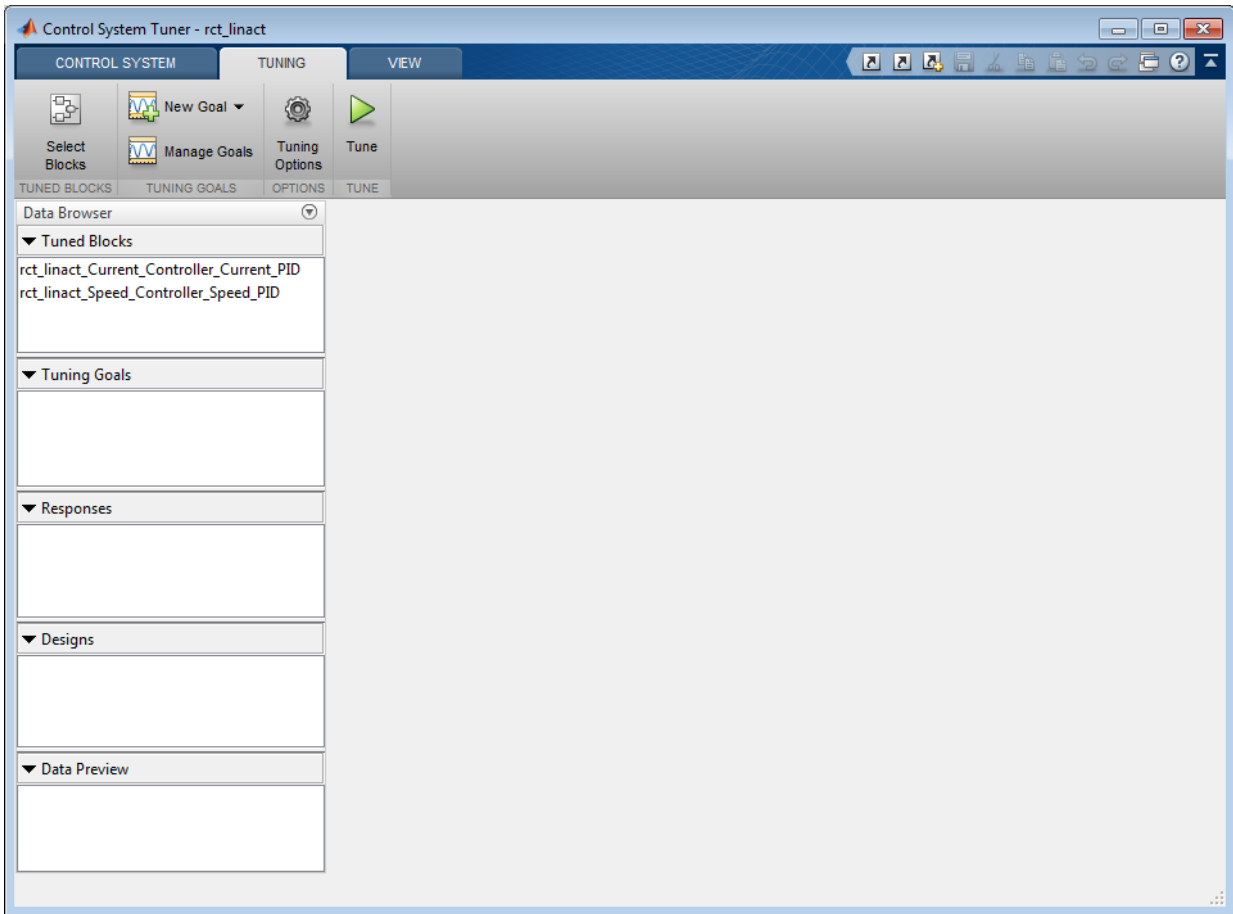 Control System Tuner - rct_linact
CONTROL SYSTEM TUNING VIEW
Select Blocks
New Goal
Manage Goals
Tuning Options
Tune
TUNED BLOCKS TUNING GOALS OPTIONS TUNE
Data Browser
Tuned Blocks
rct_linact_Current_Controller_Current_PID
rct_linact_Speed_Controller_Speed_PID
Tuning Goals
Responses
Designs
Data Preview